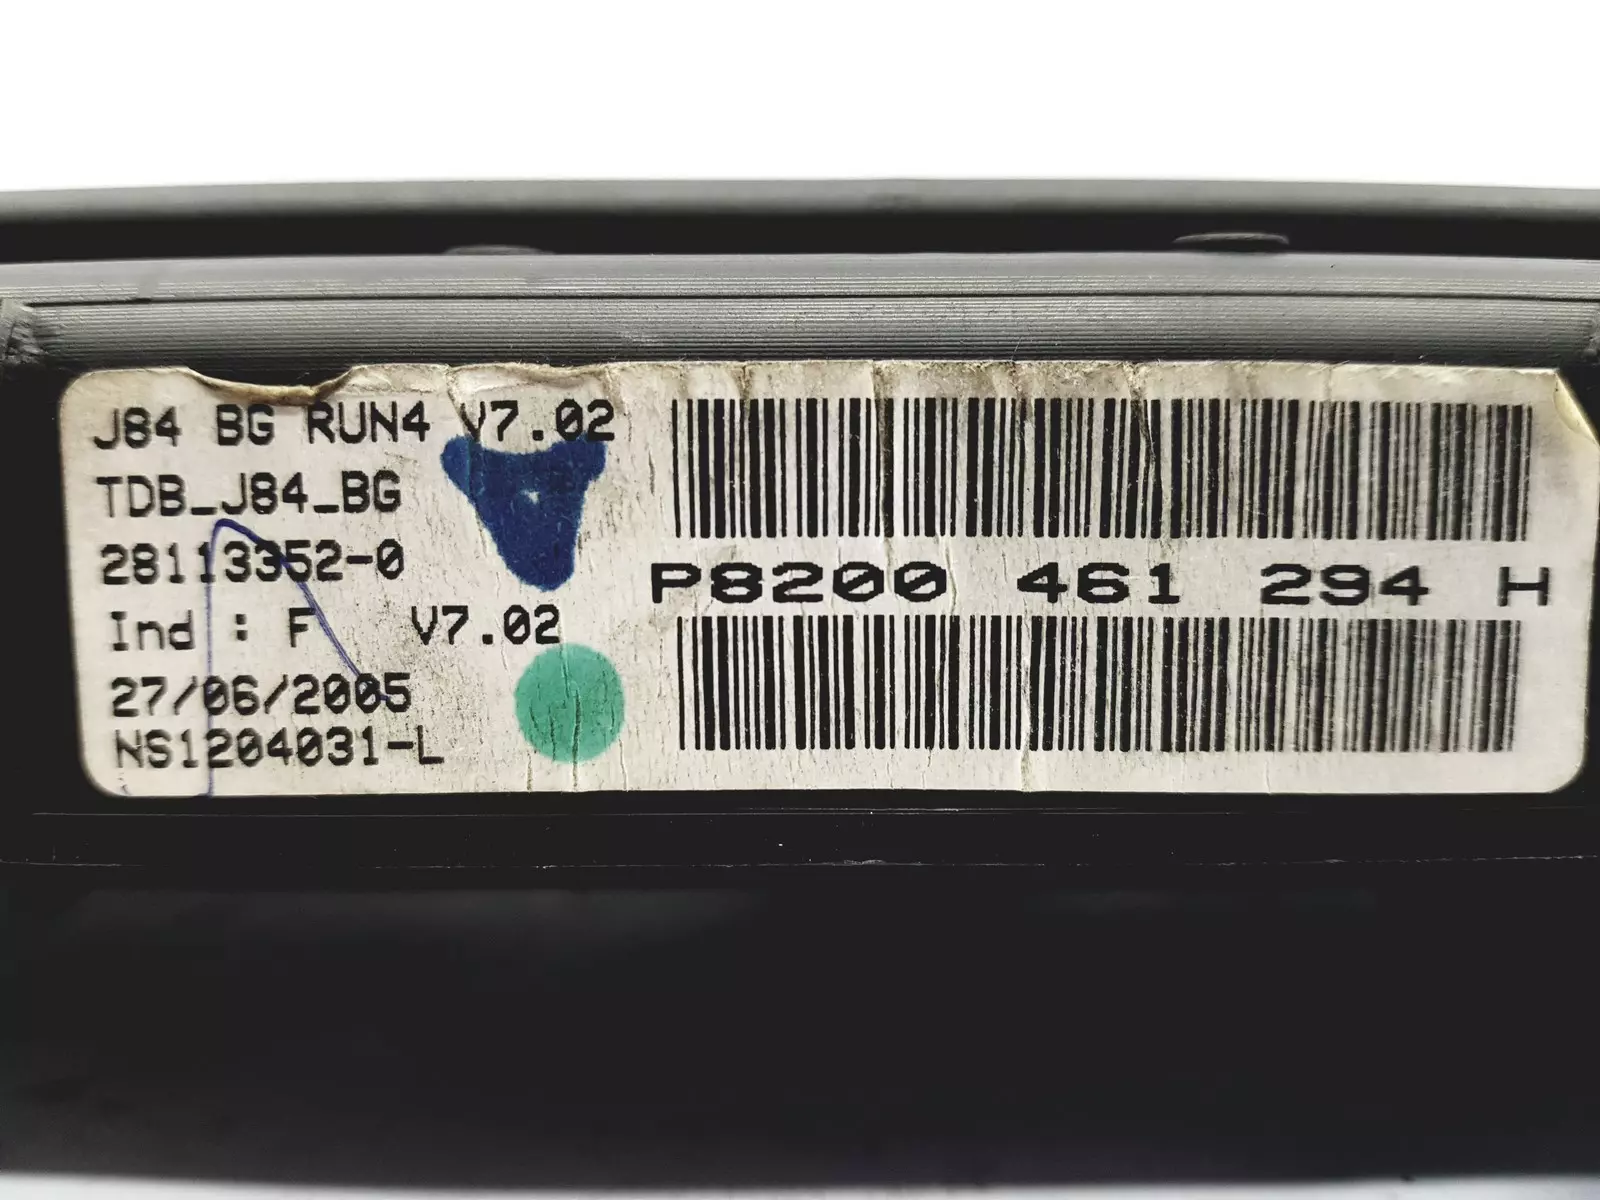 J84 BG RUN4 V7.02
TDB_J84_BG
28113352-0
Ind : F V7.02
27/06/2005
NS1204031-L
P8200 461 294 H